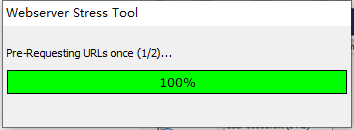 Webserver Stress Tool
Pre-Requesting URLs once (1/2)...
100%